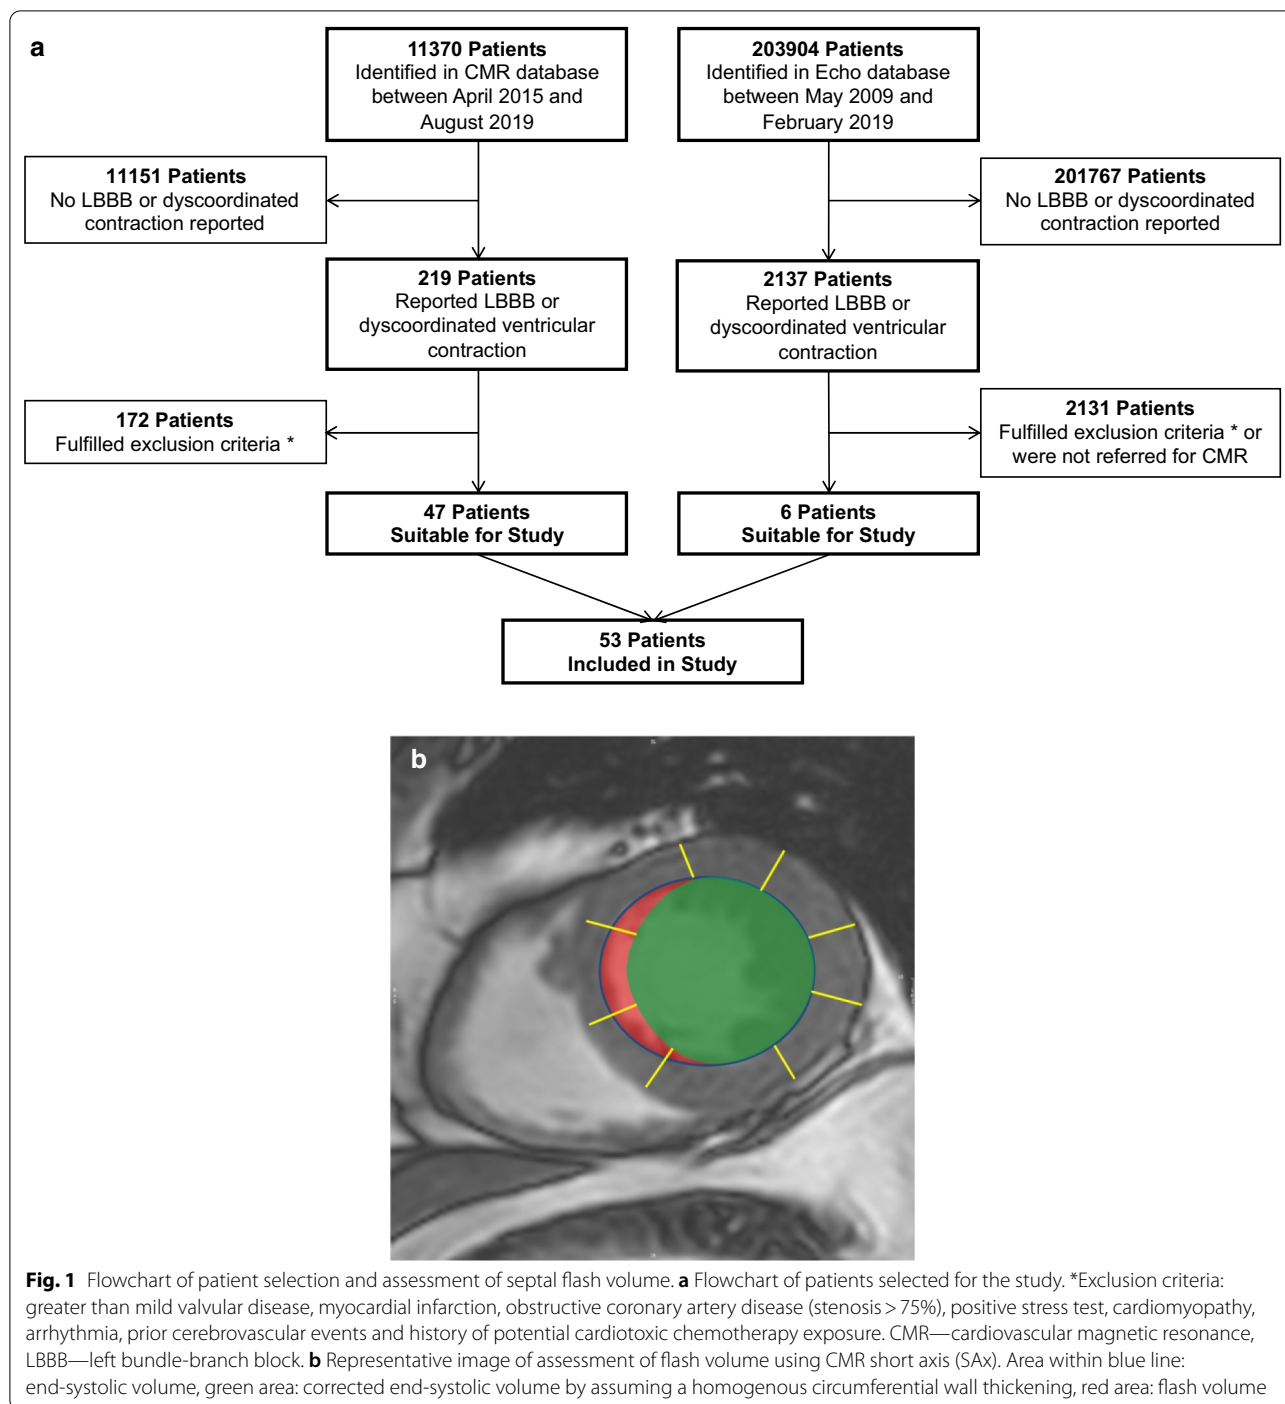 a
11370 Patients
Identified in CMR database
between April 2015 and
August 2019
203904 Patients
Identified in Echo database
between May 2009 and
February 2019
11151 Patients
No LBBB or dyscoordinated
contraction reported
201767 Patients
No LBBB or dyscoordinated
contraction reported
219 Patients
Reported LBBB or
dyscoordinated ventricular
contraction
2137 Patients
Reported LBBB or
dyscoordinated ventricular
contraction
172 Patients
Fulfilled exclusion criteria *
2131 Patients
Fulfilled exclusion criteria * or
were not referred for CMR
47 Patients
Suitable for Study
6 Patients
Suitable for Study
53 Patients
Included in Study
b
Fig. 1 Flowchart of patient selection and assessment of septal flash volume. a Flowchart of patients selected for the study. *Exclusion criteria:
greater than mild valvular disease, myocardial infarction, obstructive coronary artery disease (stenosis > 75%), positive stress test, cardiomyopathy,
arrhythmia, prior cerebrovascular events and history of potential cardiotoxic chemotherapy exposure. CMR—cardiovascular magnetic resonance,
LBBB—left bundle-branch block. b Representative image of assessment of flash volume using CMR short axis (SAx). Area within blue line:
end-systolic volume, green area: corrected end-systolic volume by assuming a homogenous circumferential wall thickening, red area: flash volume